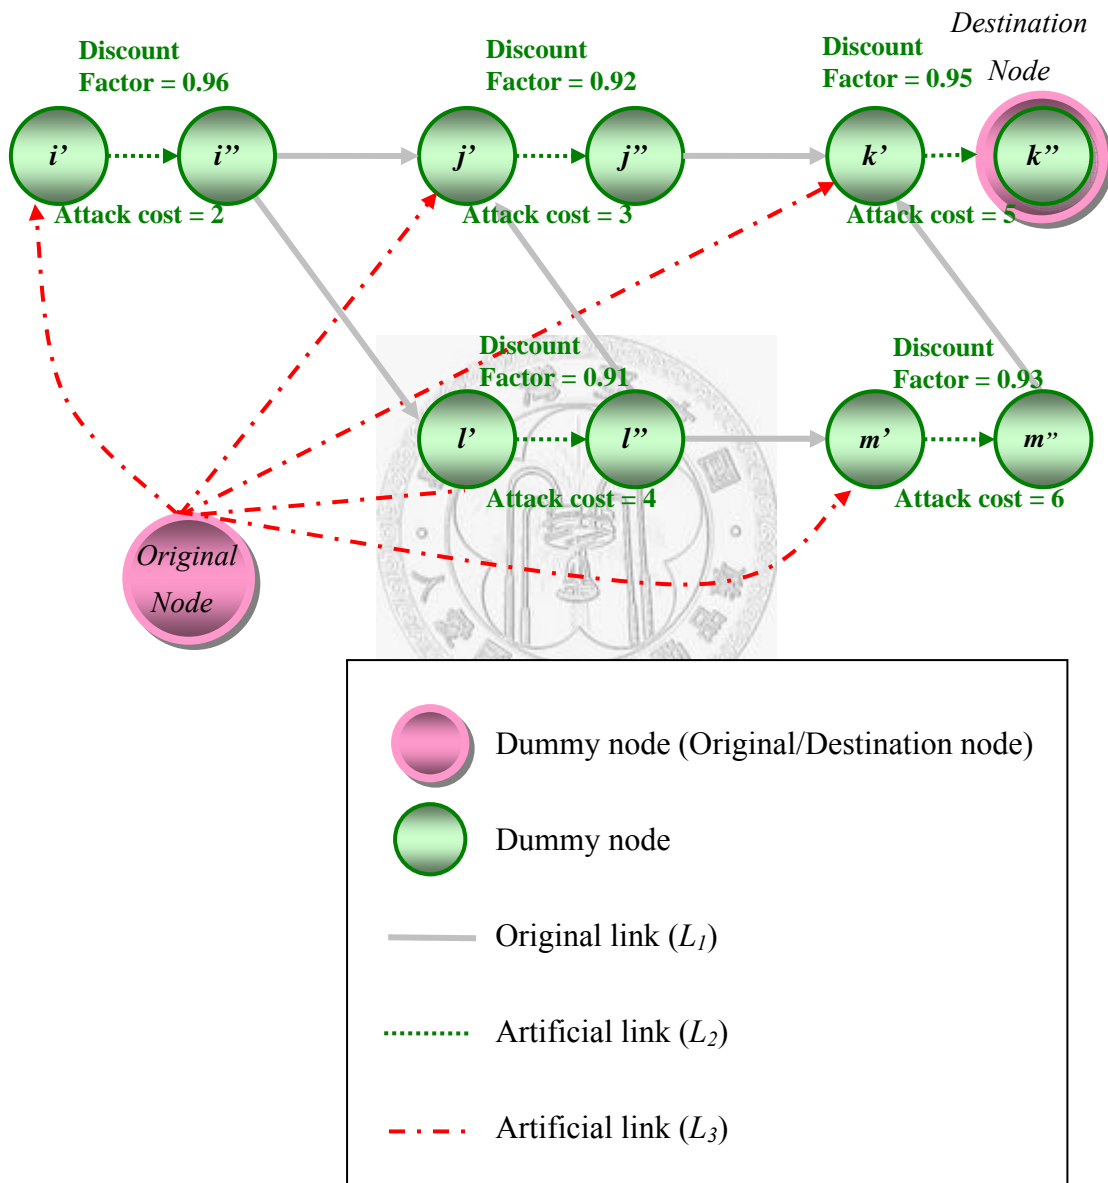 Destination
Node
Discount
Factor = 0.96
Discount
Factor = 0.92
Discount
Factor = 0.95
i’
i’’
j’
j’’
k’
k’’
Attack cost = 2
Attack cost = 3
Attack cost = 5
Discount
Factor = 0.91
Discount
Factor = 0.93
l’
l’’
m’
m’’
Attack cost = 4
Attack cost = 6
Original
Node
Dummy node (Original/Destination node)
Dummy node
Original link (L1)
Artificial link (L2)
Artificial link (L3)